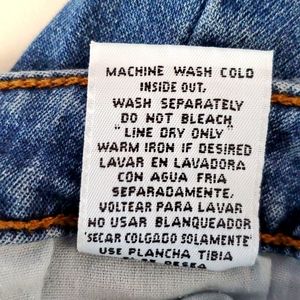 MACHINE WASH COLD
INSIDE OUT,
WASH SEPARATELY
DO NOT BLEACH,
"LINE DRY ONLY"
WARM IRON IF DESIRED
LAVAR EN LAVADORA
CON AGUA FRIA
SEPARADAMENTE,
VOLTEAR PARA LAVAR
NO USAR BLANQUEADOR
'SECAR COLGADO SOLAMENTE'
USE PLANCHA TIBIA